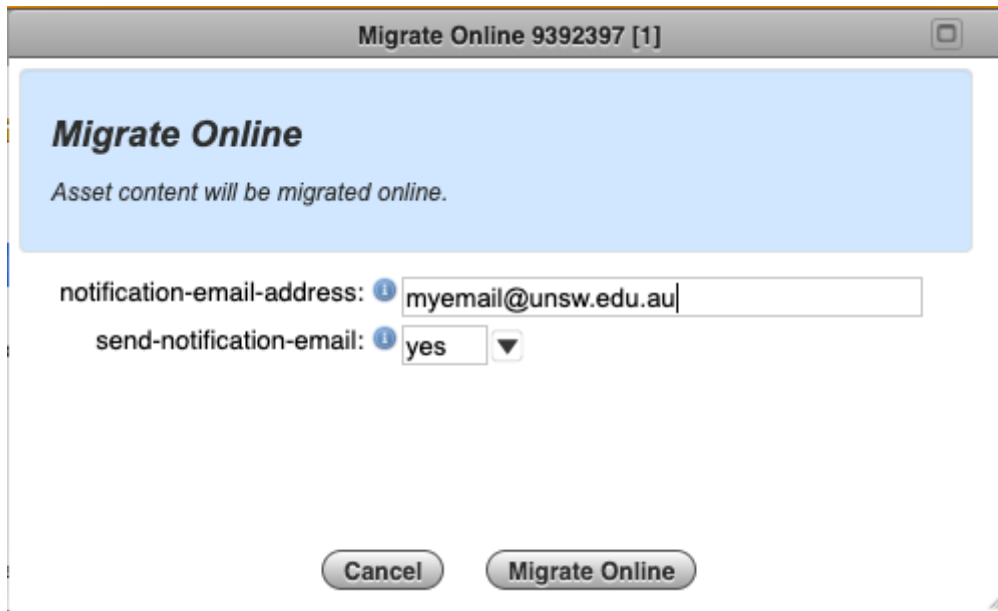 Migrate Online 9392397 [1]
Migrate Online
Asset content will be migrated online.
notification-email-address: myemail@unsw.edu.au
send-notification-email: yes
Cancel Migrate Online